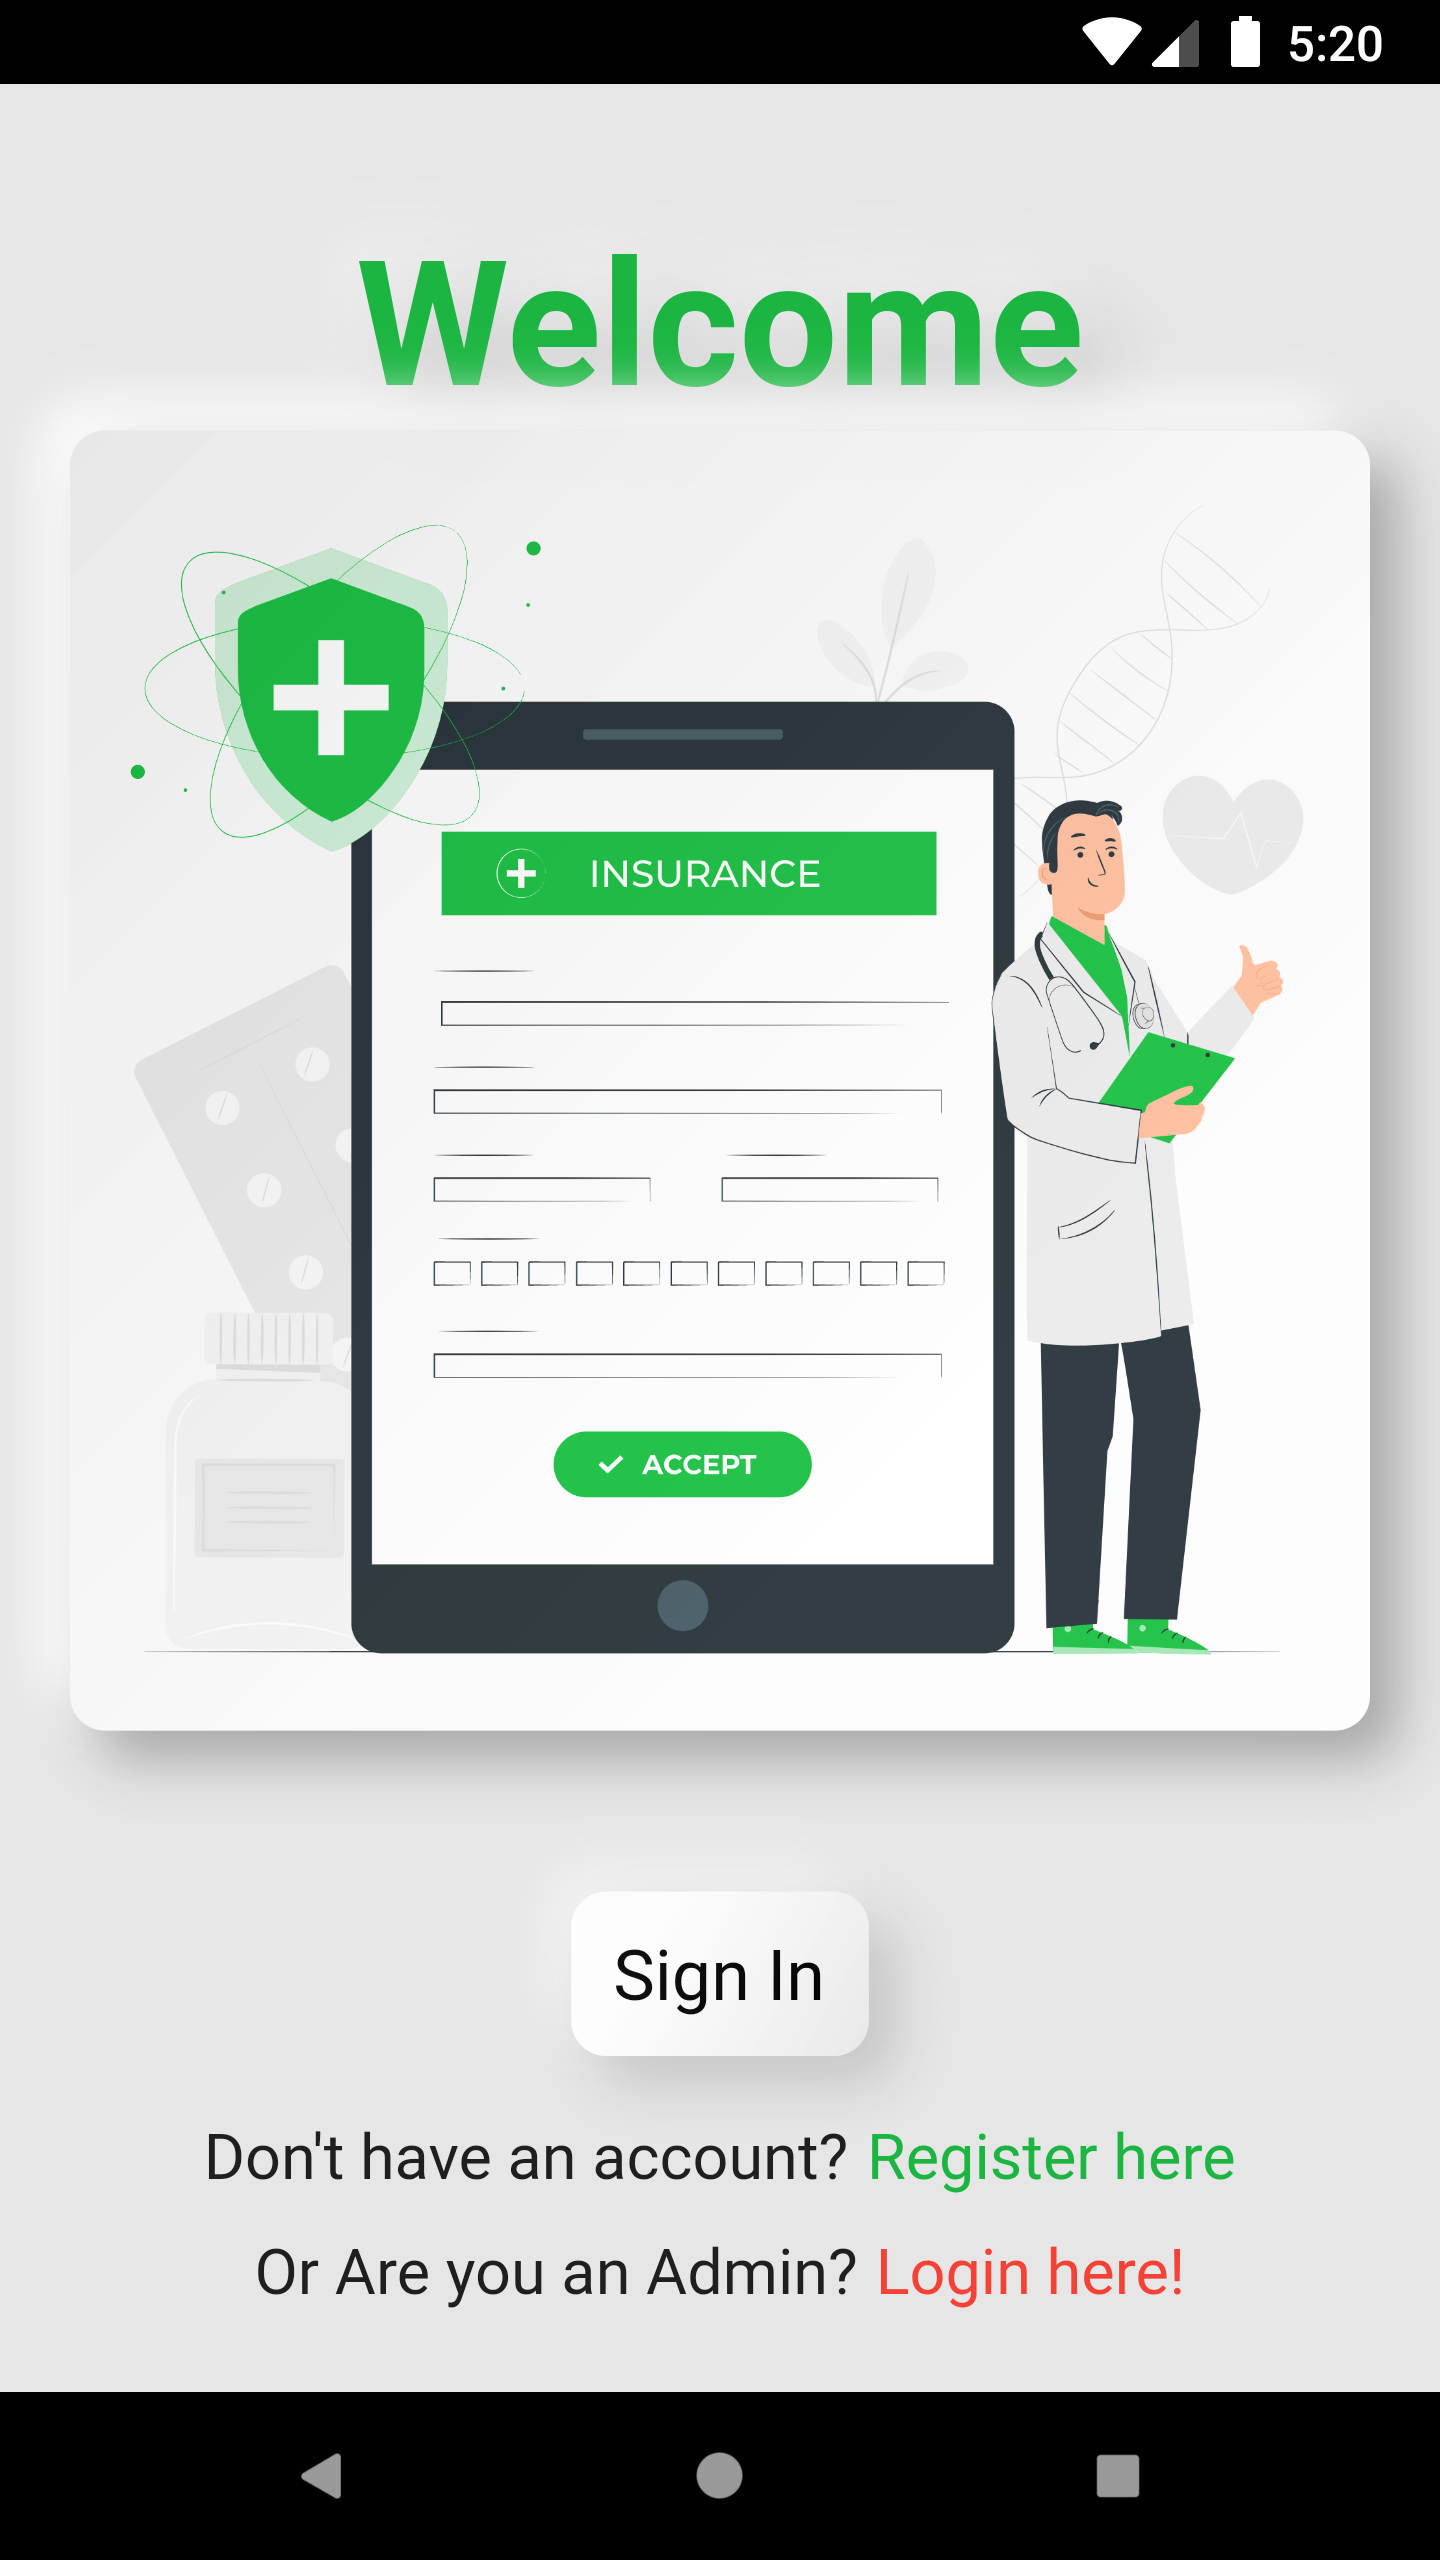 5:20
Welcome
INSURANCE
ACCEPT
Sign In
Don't have an account? Register here
Or Are you an Admin? Login here!